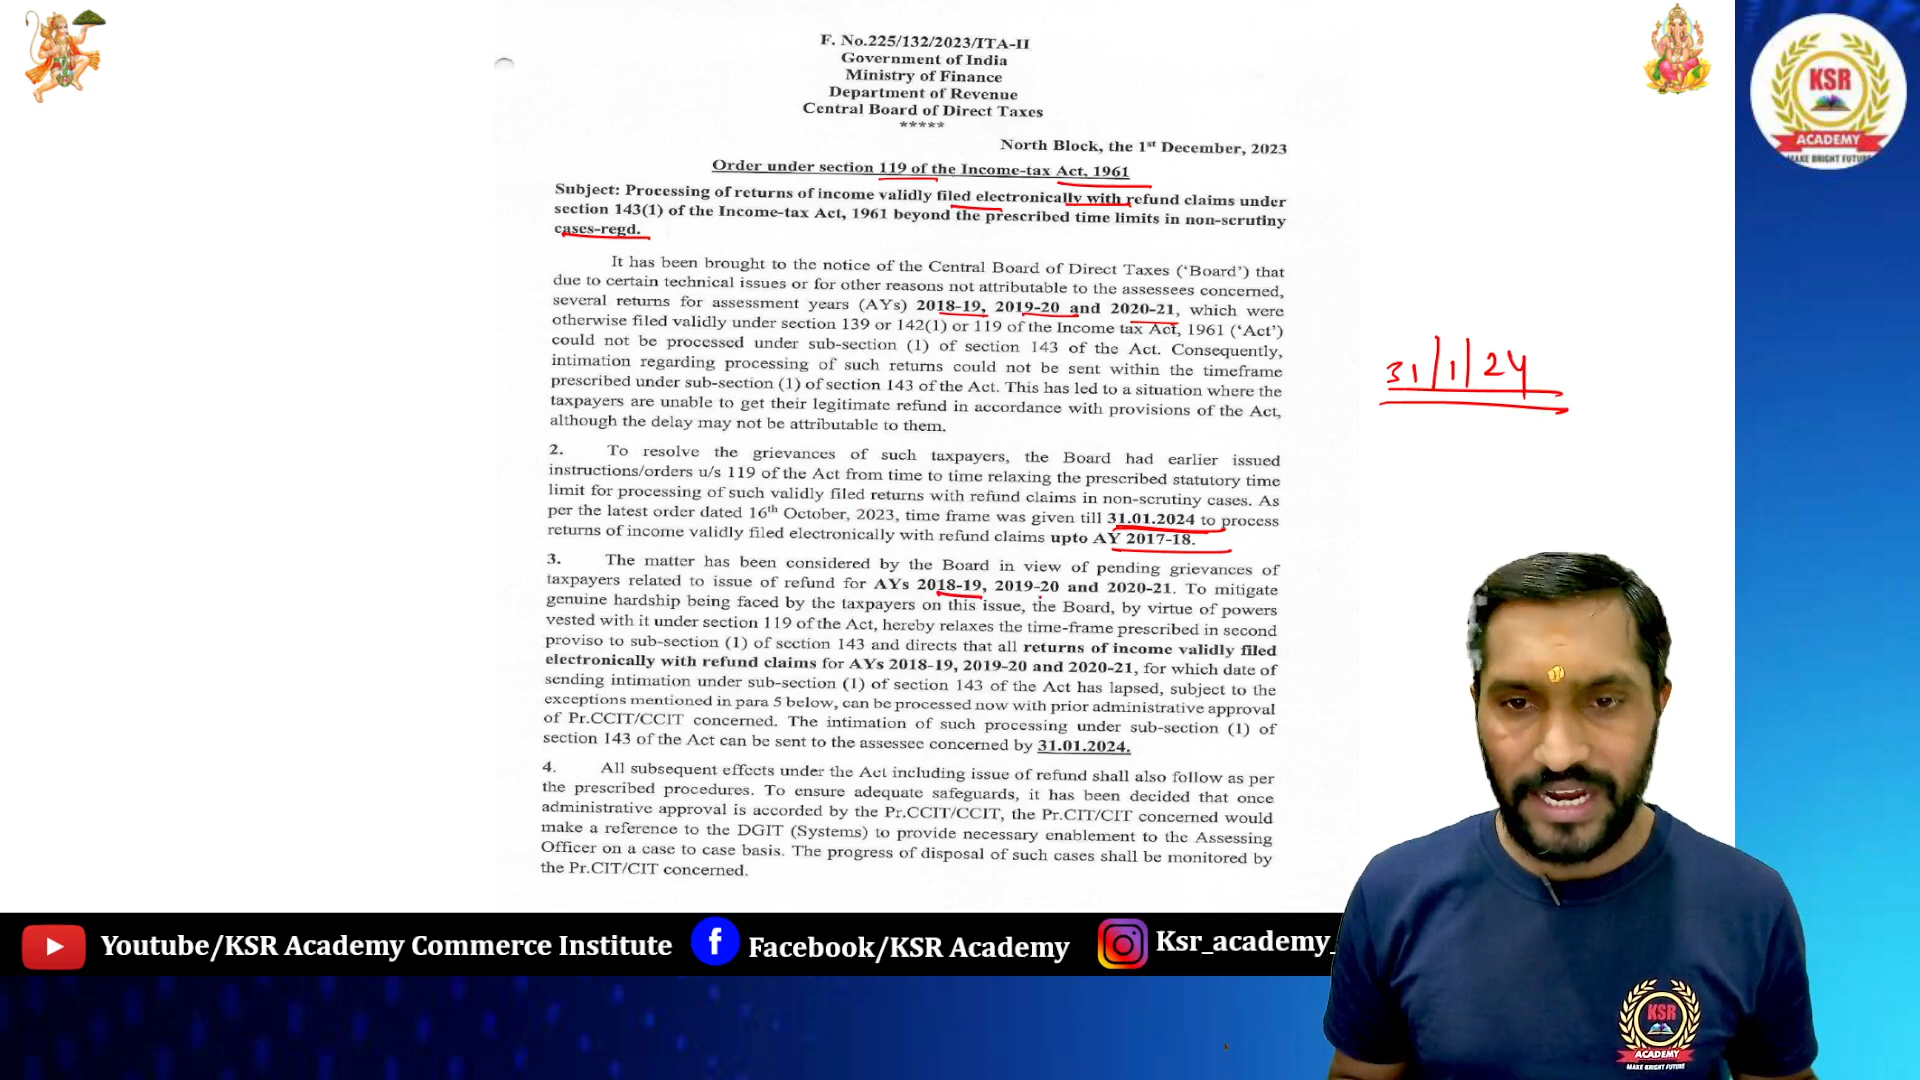 F. No.225/132/2023/ITA-II
Government of India
Ministry of Finance
Department of Revenue
Central Board of Direct Taxes
*****
North Block, the 1st December, 2023
Order under section 119 of the Income-tax Act, 1961
Subject: Processing of returns of income validly filed electronically with refund claims under
section 143(1) of the Income-tax Act, 1961 beyond the prescribed time limits in non-scrutiny
cases-regd.
It has been brought to the notice of the Central Board of Direct Taxes (‘Board’) that
due to certain technical issues or for other reasons not attributable to the assessees concerned,
several returns for assessment years (AYs) 2018-19, 2019-20 and 2020-21, which were
otherwise filed validly under section 139 or 142(1) or 119 of the Income tax Act, 1961 (‘Act’)
could not be processed under sub-section (1) of section 143 of the Act. Consequently,
intimation regarding processing of such returns could not be sent within the timeframe
prescribed under sub-section (1) of section 143 of the Act. This has led to a situation where the
taxpayers are unable to get their legitimate refund in accordance with provisions of the Act,
although the delay may not be attributable to them.
2. To resolve the grievances of such taxpayers, the Board had earlier issued
instructions/orders u/s 119 of the Act from time to time relaxing the prescribed statutory time
limit for processing of such validly filed returns with refund claims in non-scrutiny cases. As
per the latest order dated 16th October, 2023, time frame was given till 31.01.2024 to process
returns of income validly filed electronically with refund claims upto AY 2017-18.
3. The matter has been considered by the Board in view of pending grievances of
taxpayers related to issue of refund for AYs 2018-19, 2019-20 and 2020-21. To mitigate
genuine hardship being faced by the taxpayers on this issue, the Board, by virtue of powers
vested with it under section 119 of the Act, hereby relaxes the time-frame prescribed in second
proviso to sub-section (1) of section 143 and directs that all returns of income validly filed
electronically with refund claims for AYs 2018-19, 2019-20 and 2020-21, for which date of
sending intimation under sub-section (1) of section 143 of the Act has lapsed, subject to the
exceptions mentioned in para 5 below, can be processed now with prior administrative approval
of Pr.CCIT/CCIT concerned. The intimation of such processing under sub-section (1) of
section 143 of the Act can be sent to the assessee concerned by 31.01.2024.
4. All subsequent effects under the Act including issue of refund shall also follow as per
the prescribed procedures. To ensure adequate safeguards, it has been decided that once
administrative approval is accorded by the Pr.CCIT/CCIT, the Pr.CIT/CIT concerned would
make a reference to the DGIT (Systems) to provide necessary enablement to the Assessing
Officer on a case to case basis. The progress of disposal of such cases shall be monitored by
the Pr.CIT/CIT concerned.
31/1/24
KSR
ACADEMY
MAKE BRIGHT FUTURE
Youtube/KSR Academy Commerce Institute
Facebook/KSR Academy
Ksr_academy_
KSR
ACADEMY
MAKE BRIGHT FUTURE